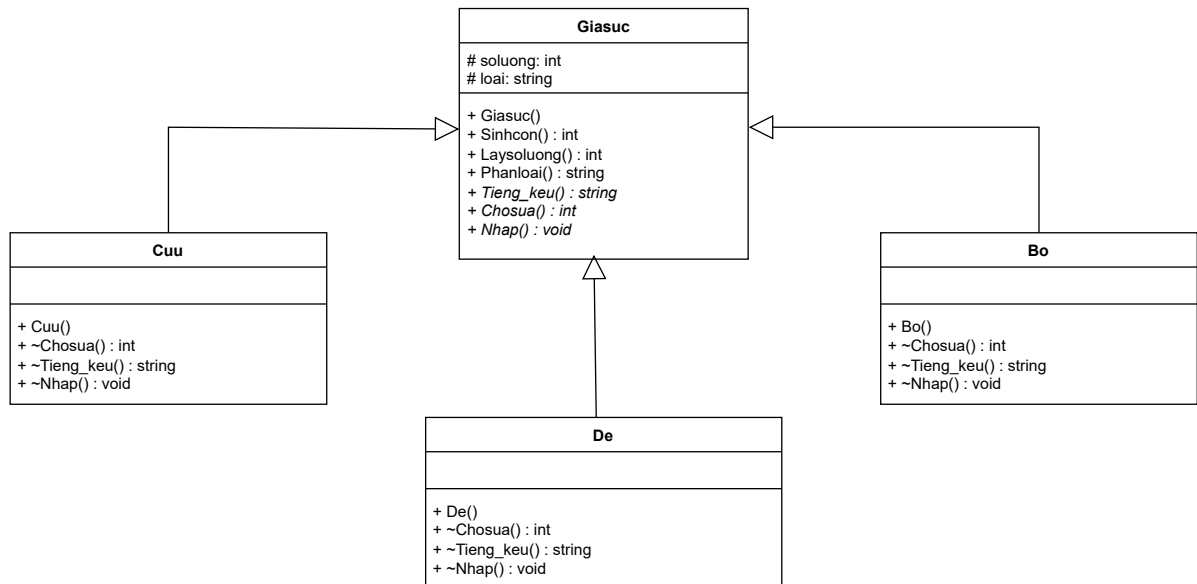 Giasuc
# soluong: int
# loai: string
+ Giasuc()
+ Sinhcon() : int
+ Laysoluong() : int
+ Phanloai() : string
+ Tieng_keu() : string
+ Chosua() : int
+ Nhap() : void
Cuu
+ Cuu()
+ ~Chosua() : int
+ ~Tieng_keu() : string
+ ~Nhap() : void
Bo
+ Bo()
+ ~Chosua() : int
+ ~Tieng_keu() : string
+ ~Nhap() : void
De
+ De()
+ ~Chosua() : int
+ ~Tieng_keu() : string
+ ~Nhap() : void